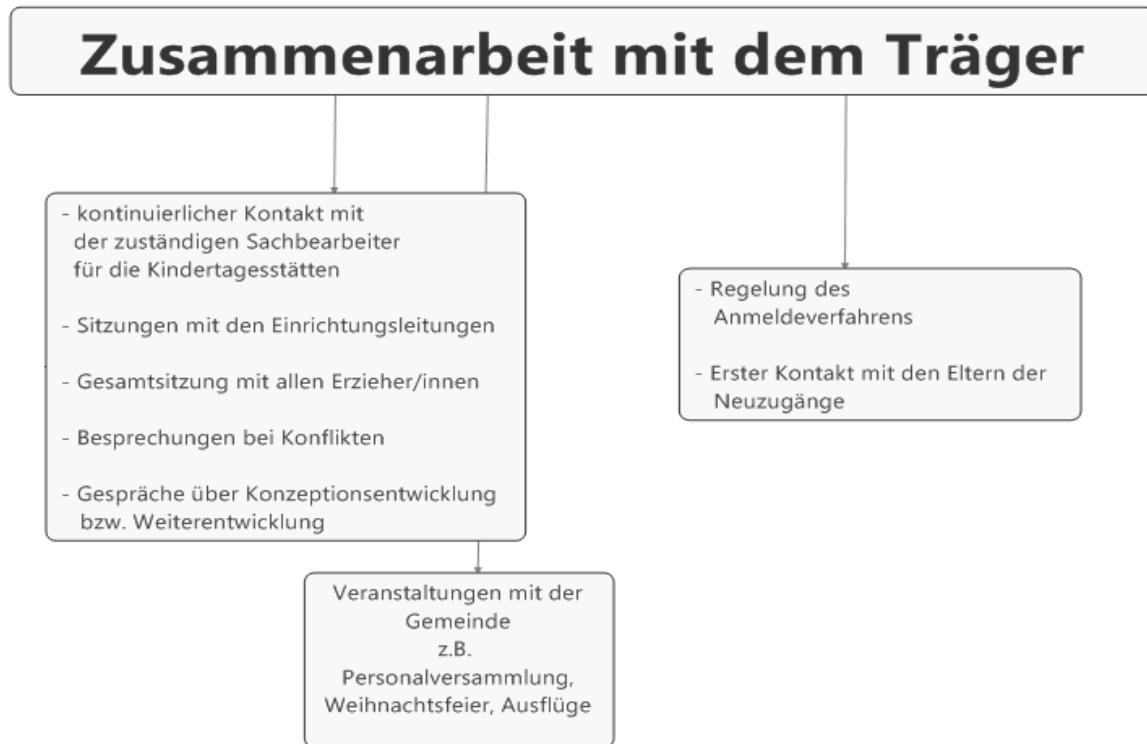 Zusammenarbeit mit dem Träger
- kontinuierlicher Kontakt mit
der zuständigen Sachbearbeiter
für die Kindertagesstätten
- Sitzungen mit den Einrichtungsleitungen
- Gesamtsitzung mit allen Erzieher/innen
- Besprechungen bei Konflikten
- Gespräche über Konzeptionsentwicklung
bzw. Weiterentwicklung
- Regelung des
Anmeldeverfahrens
- Erster Kontakt mit den Eltern der
Neuzugänge
Veranstaltungen mit der
Gemeinde
z.B.
Personalversammlung,
Weihnachtsfeier, Ausflüge